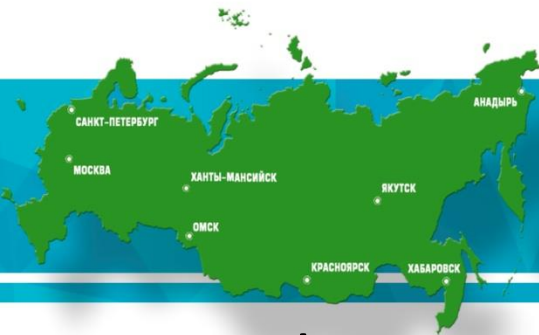 АНАДЫРЬ
САНКТ-ПЕТЕРБУРГ
МОСКВА
ХАНТЫ-МАНСИЙСК
ЯКУТСК
ОМСК
КРАСНОЯРСК
ХАБАРОВСК